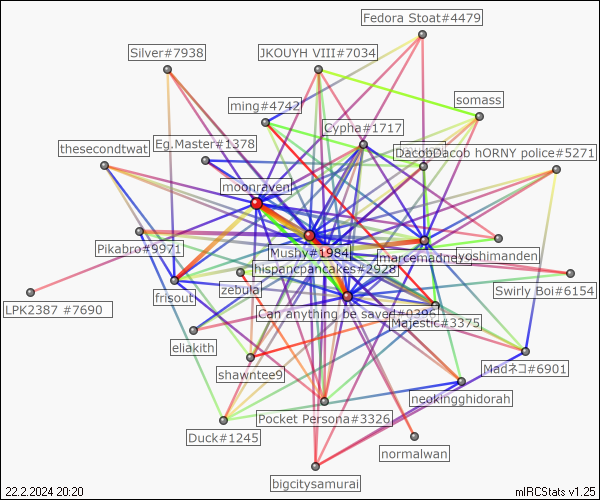 Fedora Stoat#4479
Silver#7938
JKOUYH VIII#7034
somass
ming#4742
Cypha#1717
Eg.Master#1378
thesecondtwat
DacobDacob hORNY police#5271
moonraven
Pikabro#9971
Mushy#1984
marcemadness
yoshimanden
hispancpancakes#2928
zebula
Swirly Boi#6154
frisout
LPK2387 #7690
Can anything be saved#0396
Majestic#3375
eliakith
shawntee9
Madネコ#6901
neokingghidorah
Pocket Persona#3326
Duck#1245
normalwan
bigcitysamurai
22.2.2024 20:20
mIRCStats v1.25